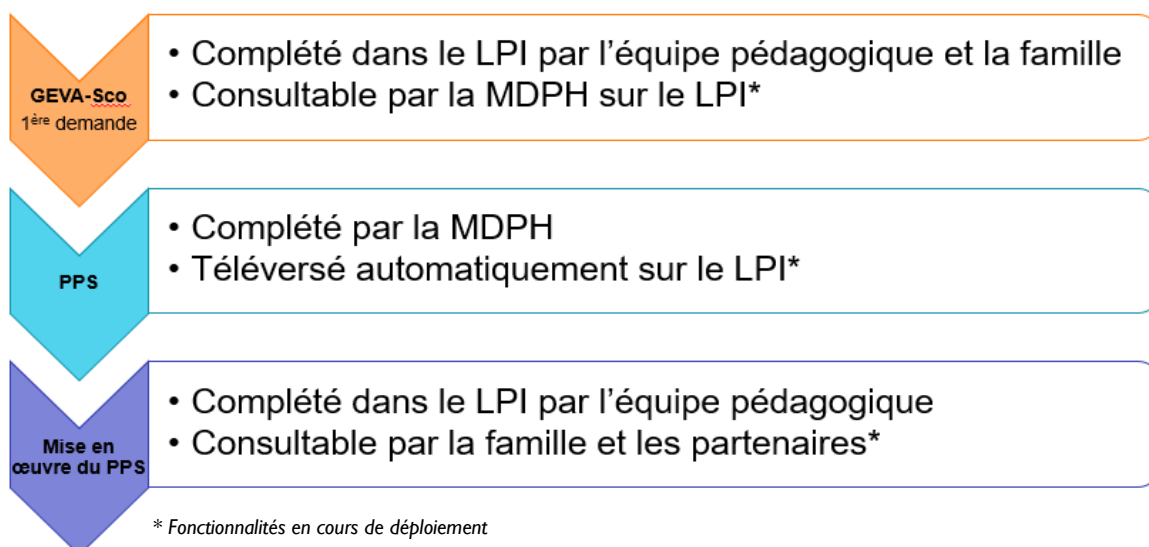 GEVA-Sco
1ère demande
• Complété dans le LPI par l'équipe pédagogique et la famille
• Consultable par la MDPH sur le LPI*
PPS
• Complété par la MDPH
• Téléversé automatiquement sur le LPI*
Mise en
œuvre du PPS
• Complété dans le LPI par l'équipe pédagogique
• Consultable par la famille et les partenaires*
* Fonctionnalités en cours de déploiement